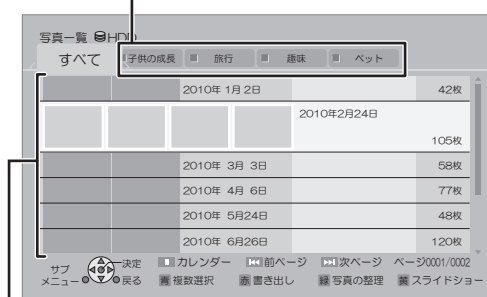 写真一覧 HDD
すべて 子供の成長 旅行 趣味 ペット
2010年 1月 2日 42枚
2010年2月24日
105枚
2010年 3月 3日 58枚
2010年 4月 6日 77枚
2010年 5月24日 48枚
2010年 6月26日 120枚
サブメニュー 決定 戻る
カレンダー 前ページ 次ページ ページ0001/0002
青 複数選択 赤 書き出し 緑 写真の整理 黄 スライドショー